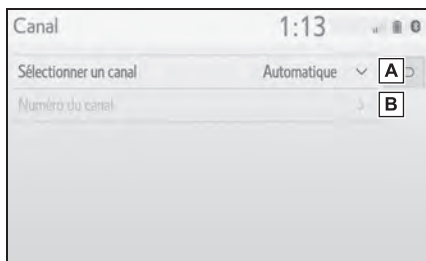 Canal 1:13
Sélectionner un canal Automatique A
Numéro du canal B